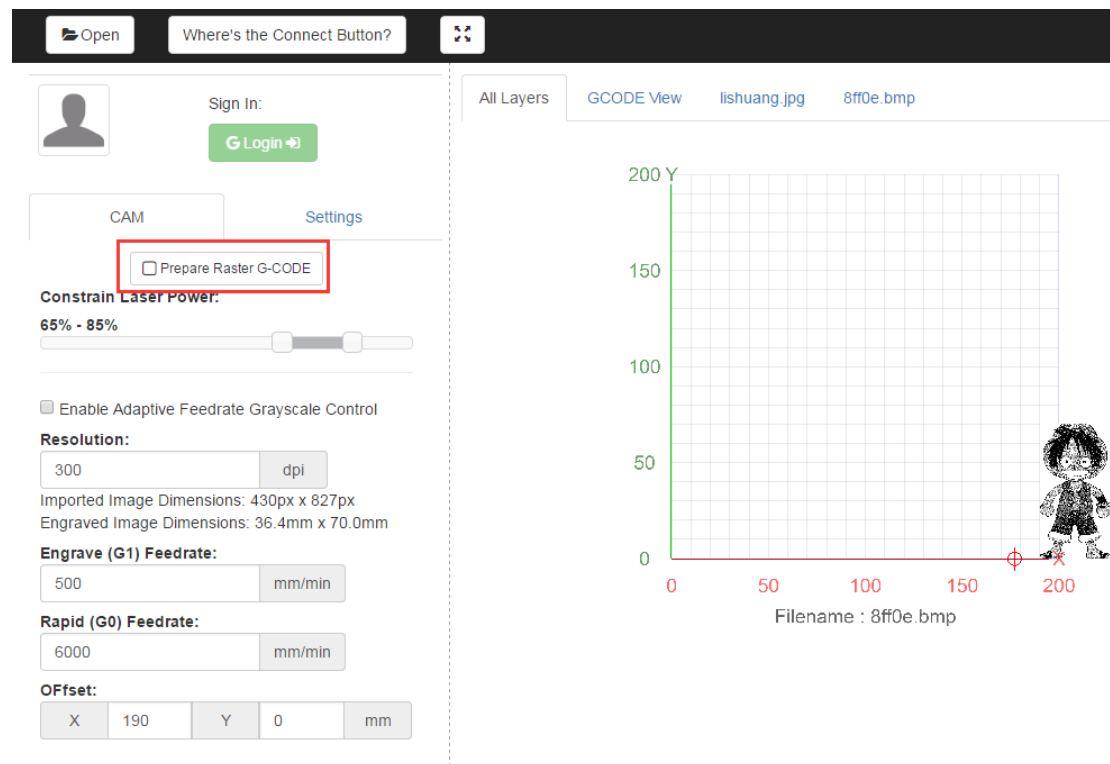 Open Where's the Connect Button?
Sign In:
G Login
All Layers GCODE View lishuang.jpg 8ff0e.bmp
CAM Settings
Prepare Raster G-CODE
Constrain Laser Power:
65% - 85%
Enable Adaptive Feedrate Grayscale Control
Resolution:
300 dpi
Imported Image Dimensions: 430px x 827px
Engraved Image Dimensions: 36.4mm x 70.0mm
Engrave (G1) Feedrate:
500 mm/min
Rapid (G0) Feedrate:
6000 mm/min
OFfset:
X 190 Y 0 mm
200 Y
150
100
50
0
X
0 50 100 150 200
Filename : 8ff0e.bmp